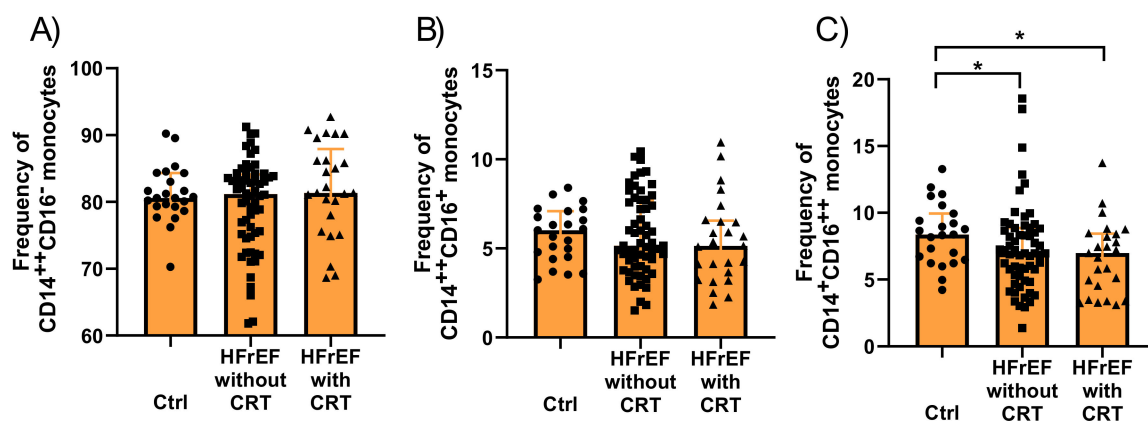 A)
Frequency of
CD14++CD16- monocytes
100
90
80
70
60
Ctrl
HFrEF
without
CRT
HFrEF
with
CRT
B)
Frequency of
CD14++CD16+ monocytes
15
10
5
0
Ctrl
HFrEF
without
CRT
HFrEF
with
CRT
C)
Frequency of
CD14+CD16++ monocytes
20
15
10
5
0
*
*
Ctrl
HFrEF
without
CRT
HFrEF
with
CRT